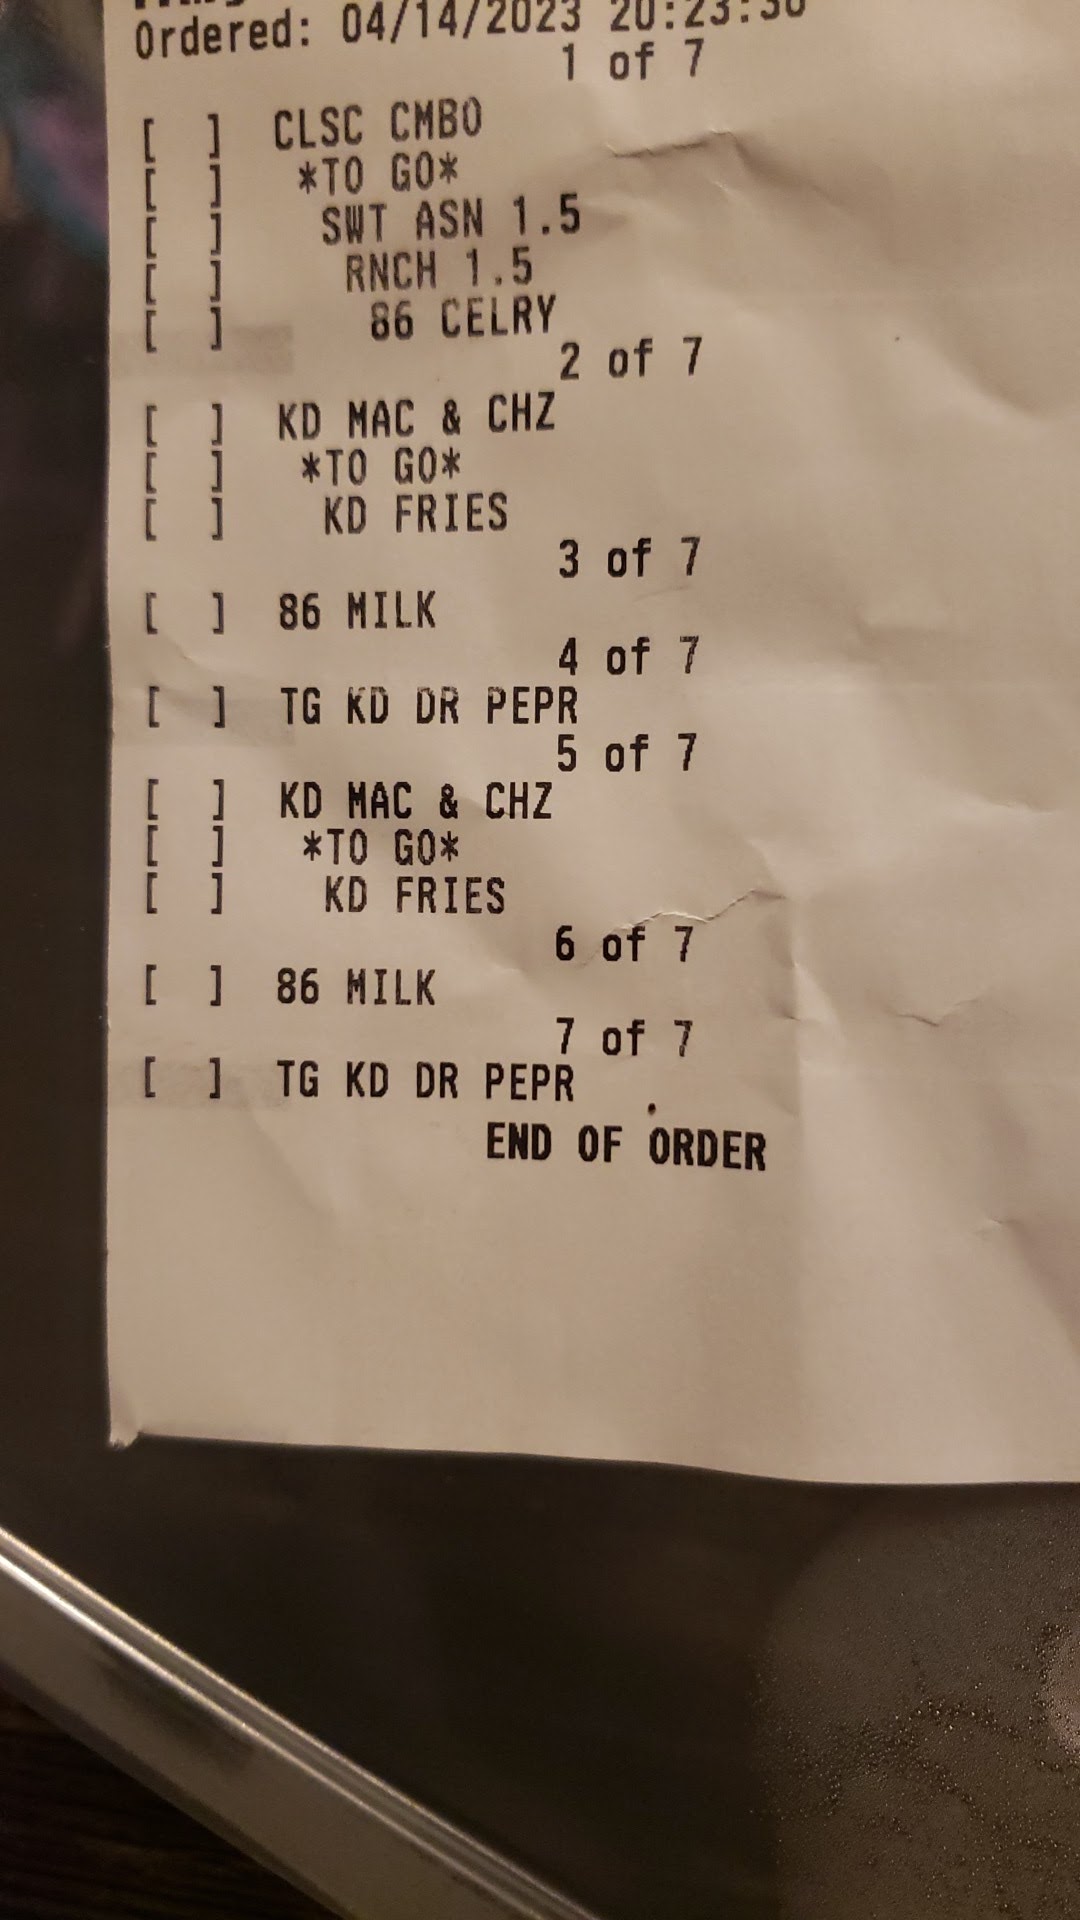 Ordered: 04/14/2023 20:23:30
1 of 7
[ ] CLSC CMBO
[ ] *TO GO*
[ ] SWT ASN 1.5
[ ] RNCH 1.5
[ ] 86 CELRY
2 of 7
[ ] KD MAC & CHZ
[ ] *TO GO*
[ ] KD FRIES
3 of 7
[ ] 86 MILK
4 of 7
[ ] TG KD DR PEPR
5 of 7
[ ] KD MAC & CHZ
[ ] *TO GO*
[ ] KD FRIES
6 of 7
[ ] 86 MILK
7 of 7
[ ] TG KD DR PEPR
END OF ORDER